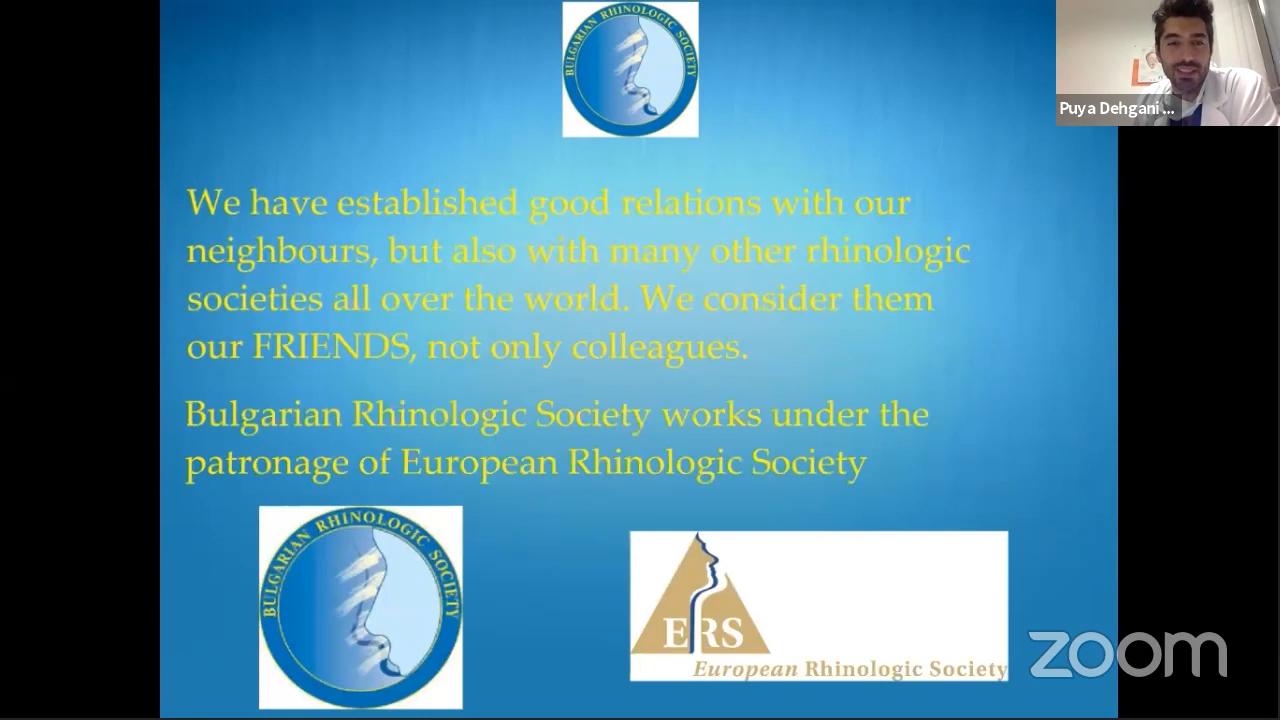 BULGARIAN RHINOLOGIC SOCIETY
Puya Dehgani ...
We have established good relations with our
neighbours, but also with many other rhinologic
societies all over the world. We consider them
our FRIENDS, not only colleagues.
Bulgarian Rhinologic Society works under the
patronage of European Rhinologic Society
BULGARIAN RHINOLOGIC SOCIETY
ERS
European Rhinologic Society
zoom